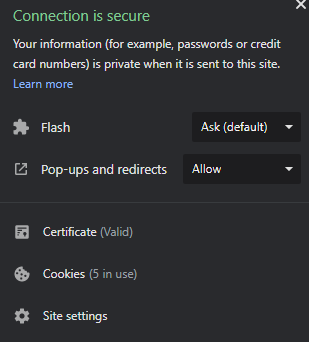 Connection is secure
Your information (for example, passwords or credit
card numbers) is private when it is sent to this site.
Learn more
Flash Ask (default)
Pop-ups and redirects Allow
Certificate (Valid)
Cookies (5 in use)
Site settings